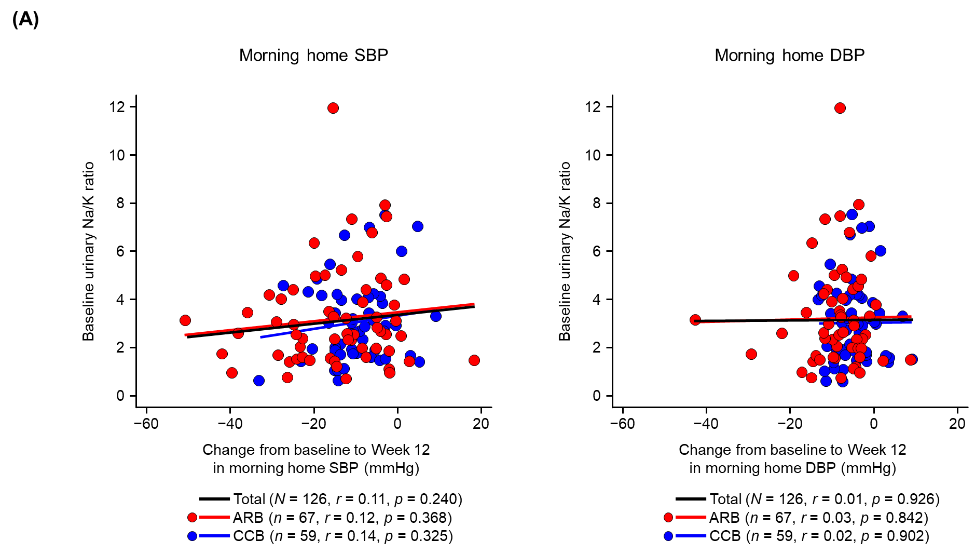 (A)
Morning home SBP
Baseline urinary Na/K ratio
12
10
8
6
4
2
0
−60
−40
−20
0
20
Change from baseline to Week 12
in morning home SBP (mmHg)
Total (N = 126, r = 0.11, p = 0.240)
ARB (n = 67, r = 0.12, p = 0.368)
CCB (n = 59, r = 0.14, p = 0.325)
Morning home DBP
Baseline urinary Na/K ratio
12
10
8
6
4
2
0
−60
−40
−20
0
20
Change from baseline to Week 12
in morning home DBP (mmHg)
Total (N = 126, r = 0.01, p = 0.926)
ARB (n = 67, r = 0.03, p = 0.842)
CCB (n = 59, r = 0.02, p = 0.902)